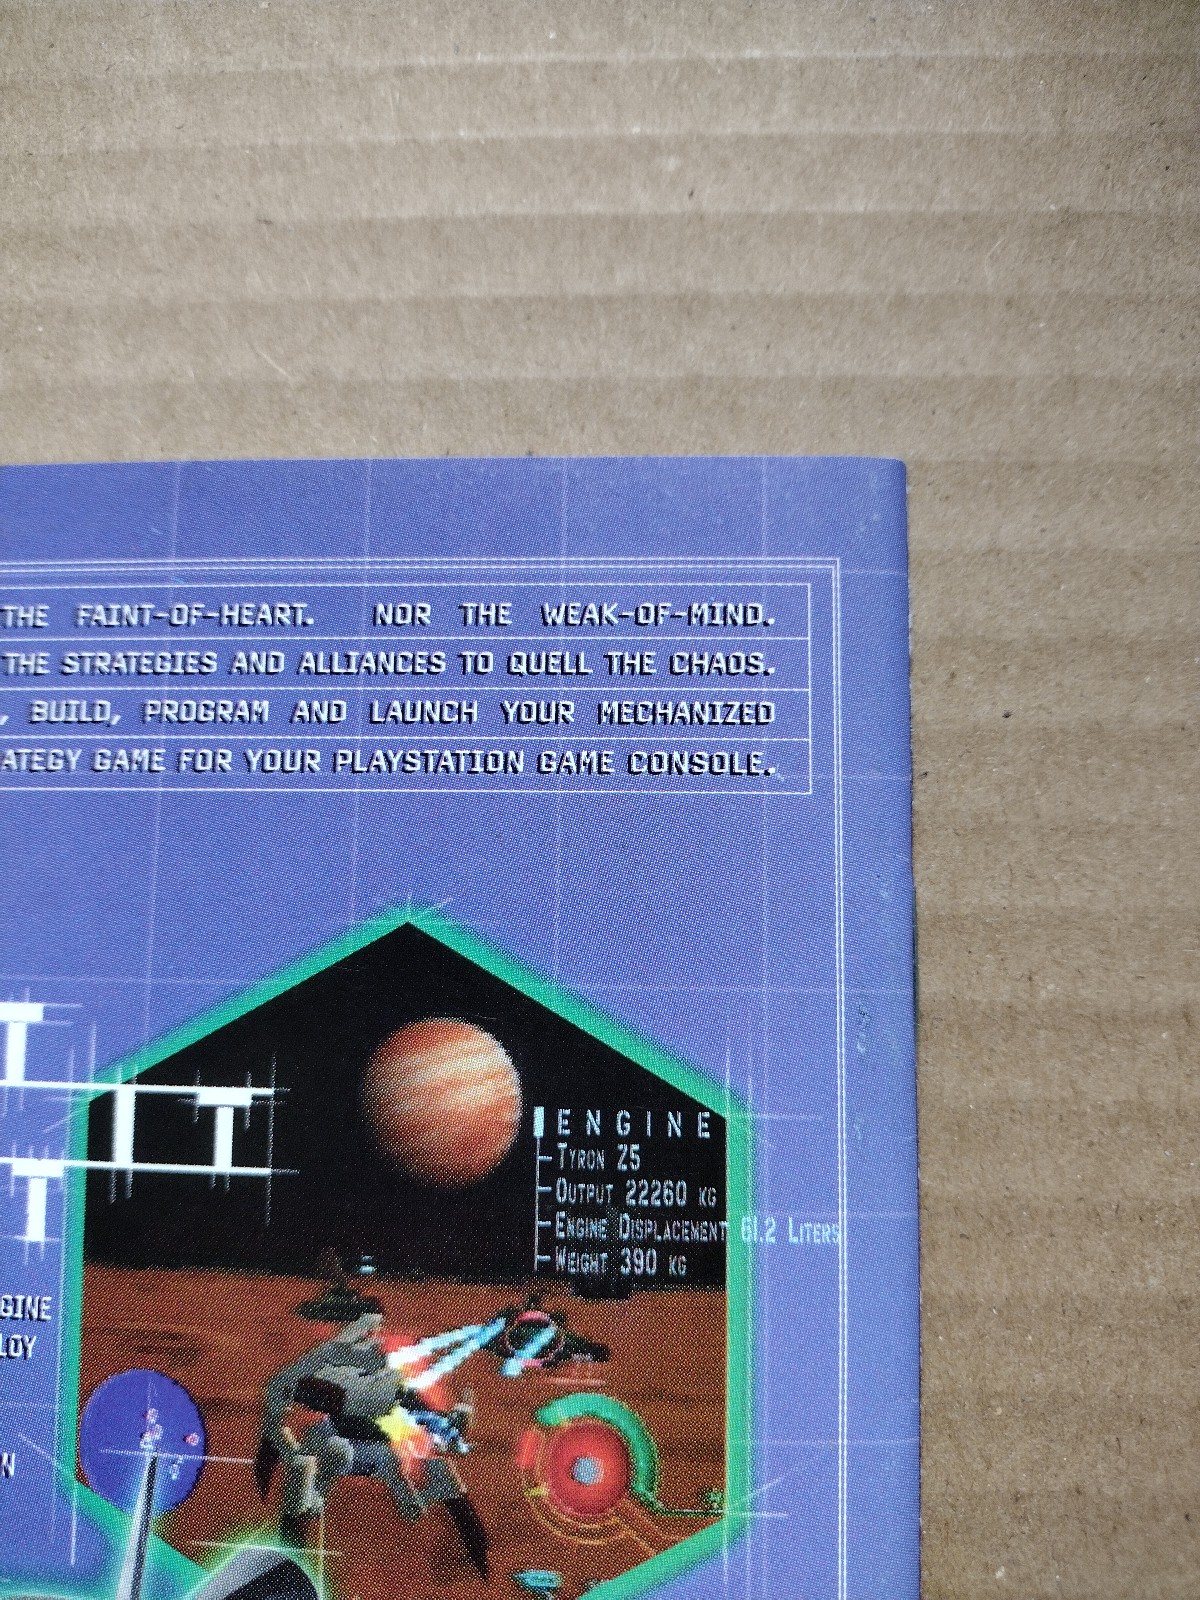 THE FAINT-OF-HEART. NOR THE WEAK-OF-MIND.
THE STRATEGIES AND ALLIANCES TO QUELL THE CHAOS.
, BUILD, PROGRAM AND LAUNCH YOUR MECHANIZED
ATEGY GAME FOR YOUR PLAYSTATION GAME CONSOLE.
ENGINE
TYRON Z5
OUTPUT 22260 KG
ENGINE DISPLACEMENT 61.2 LITERS
WEIGHT 390 KG
GINE
LOY
N